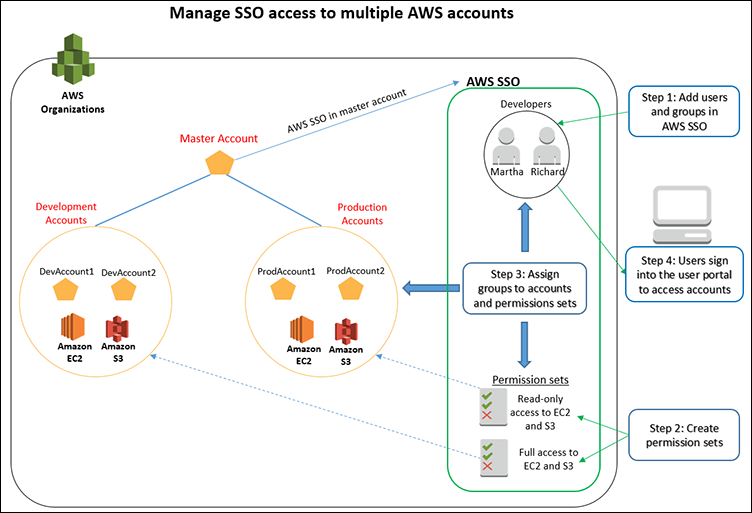 Manage SSO access to multiple AWS accounts
AWS
Organizations
AWS SSO
AWS SSO in master account
Master Account
Developers
Martha
Richard
Step 1: Add users
and groups in
AWS SSO
Development
Accounts
Production
Accounts
DevAccount1
DevAccount2
Amazon
EC2
Amazon
S3
ProdAccount1
ProdAccount2
Amazon
EC2
Amazon
S3
Step 3: Assign
groups to accounts
and permissions sets
Step 4: Users sign
into the user portal
to access accounts
Permission sets
Read-only
access to EC2
and S3
Full access to
EC2 and S3
Step 2: Create
permission sets